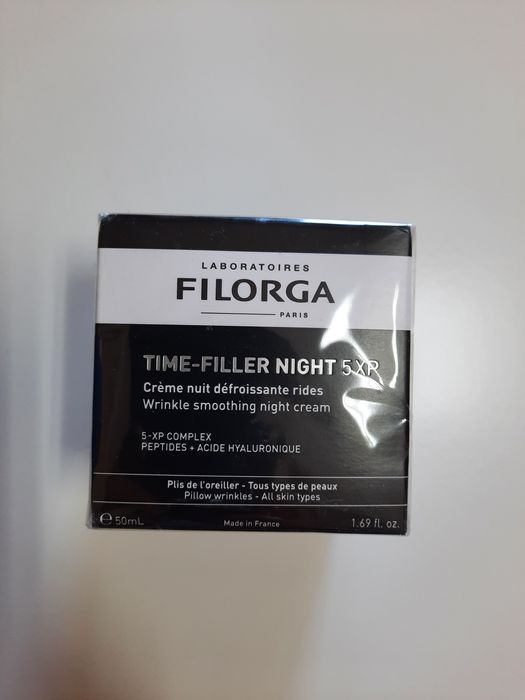 LABORATOIRES
FILORGA
PARIS
TIME-FILLER NIGHT 5XP
Crème nuit défroissante rides
Wrinkle smoothing night cream
5-XP COMPLEX
PEPTIDES + ACIDE HYALURONIQUE
Plis de l'oreiller - Tous types de peaux
Pillow wrinkles - All skin types
℮ 50mL Made in France 1.69 fl. oz.